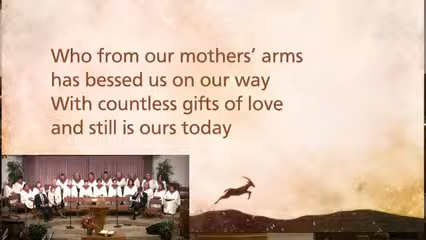 Who from our mothers’ arms
has bessed us on our way
With countless gifts of love
and still is ours today